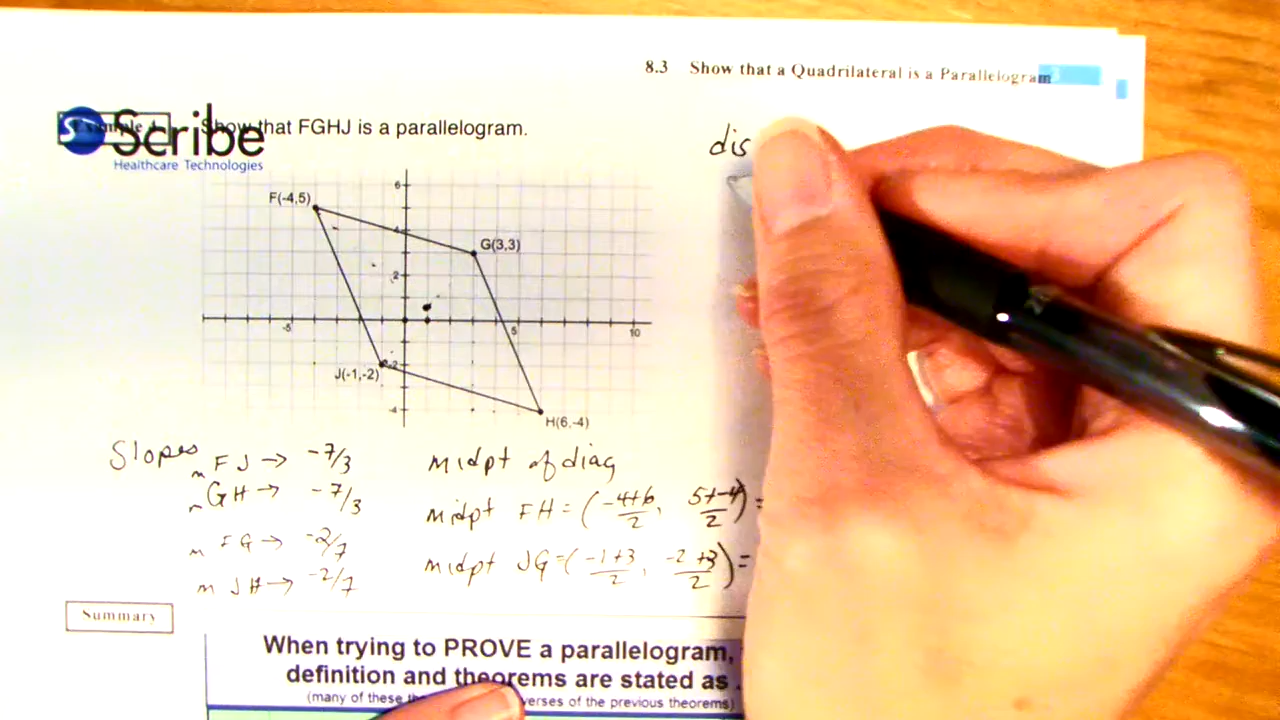 8.3 Show that a Quadrilateral is a Parallelogram
Scribe
Healthcare Technologies
Example 4
Show that FGHJ is a parallelogram.
dis
F(-4,5)
G(3,3)
J(-1,-2)
H(6,-4)
6
4
2
-5
5
10
-2
-4
Slopes
m FJ → -7/3
m GH → -7/3
m FG → -2/7
m JH → -2/7
midpt of diag
midpt FH = (-4+6/2, 5+-4/2) =
midpt JG = (-1+3/2, -2+3/2) =
Summary
When trying to PROVE a parallelogram,
definition and theorems are stated as
(many of these verses of the previous theorems)